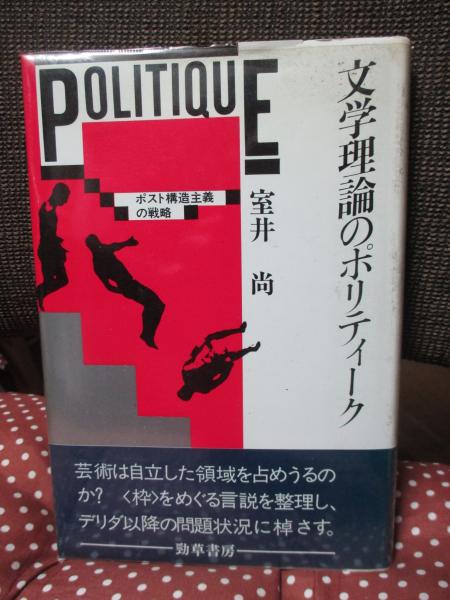 POLITIQUE
文学理論のポリティーク
ポスト構造主義
の戦略
室井 尚
芸術は自立した領域を占めうるの
か? 〈枠〉をめぐる言説を整理し、
デリダ以降の問題状況に棹さす。
勁草書房